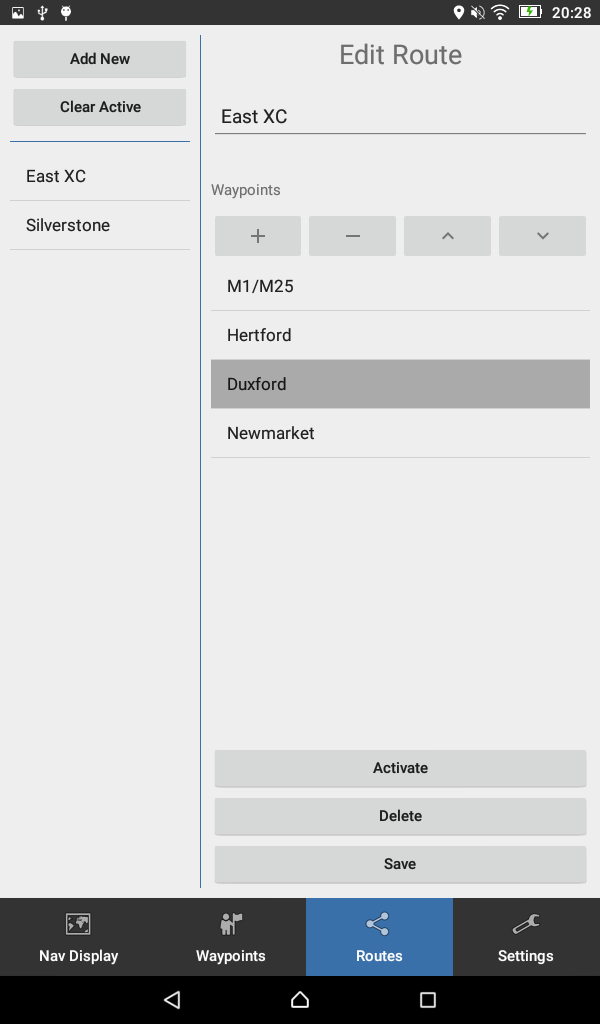 20:28
Add New
Clear Active
East XC
Silverstone
Edit Route
East XC
Waypoints
M1/M25
Hertford
Duxford
Newmarket
Activate
Delete
Save
Nav Display
Waypoints
Routes
Settings